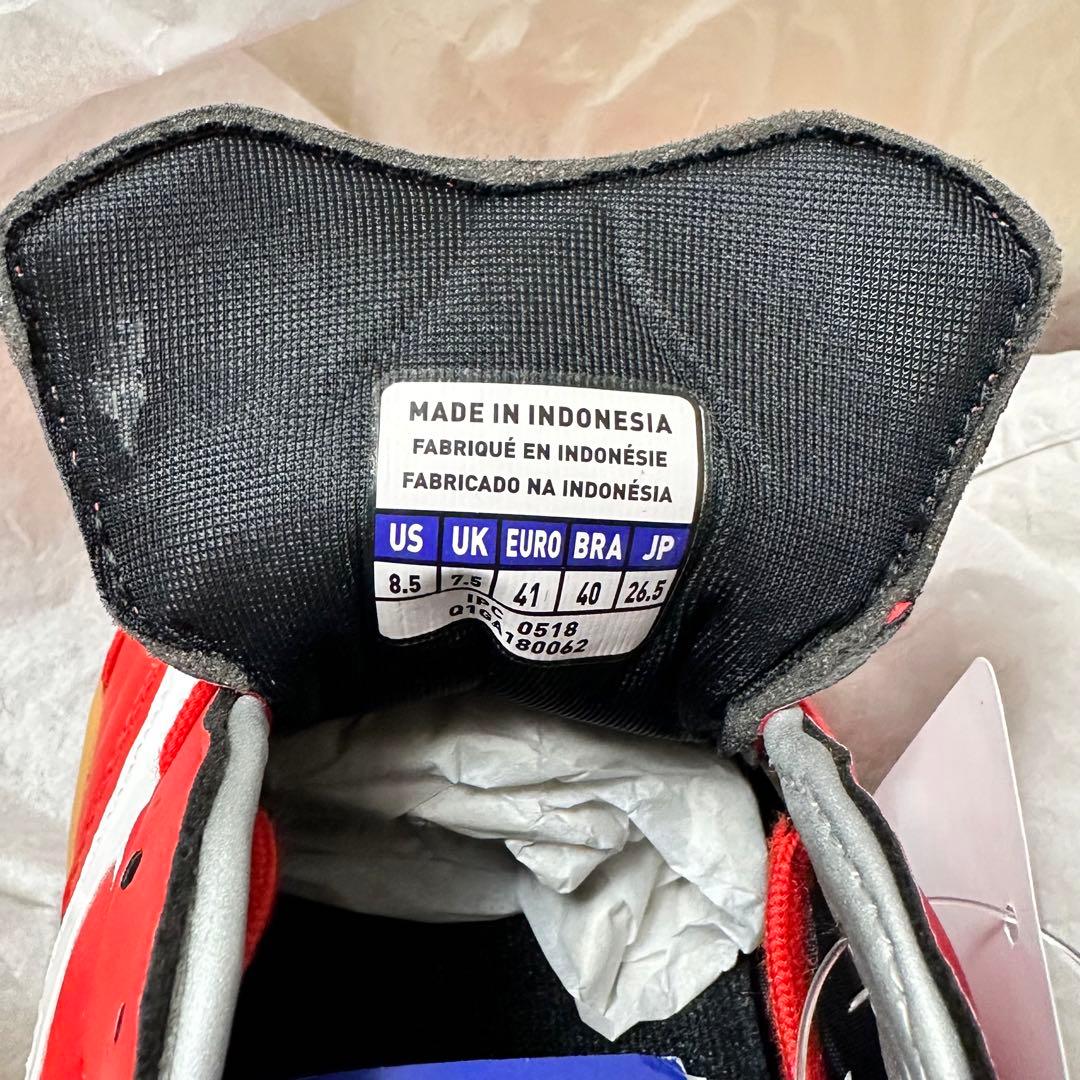 MADE IN INDONESIA
FABRIQUÉ EN INDONÉSIE
FABRICADO NA INDONÉSIA
US UK EURO BRA JP
8.5 7.5 41 40 26.5
IPC 0518
Q1GA180062